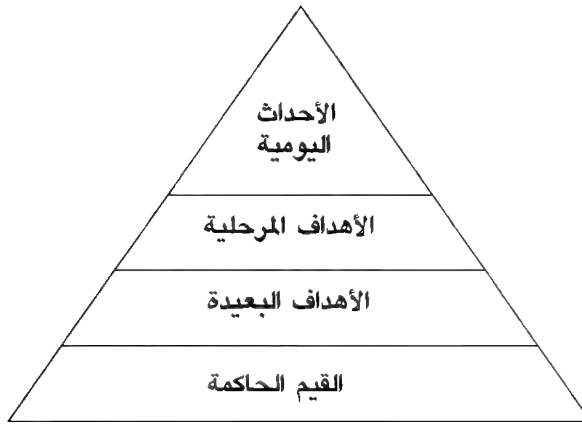 الأحداث
اليومية
الأهداف المرحلية
الأهداف البعيدة
القيم الحاكمة